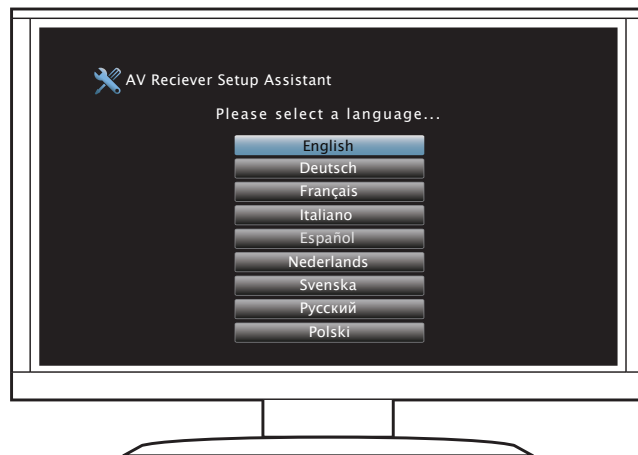 AV Reciever Setup Assistant
Please select a language...
English
Deutsch
Français
Italiano
Español
Nederlands
Svenska
Русский
Polski